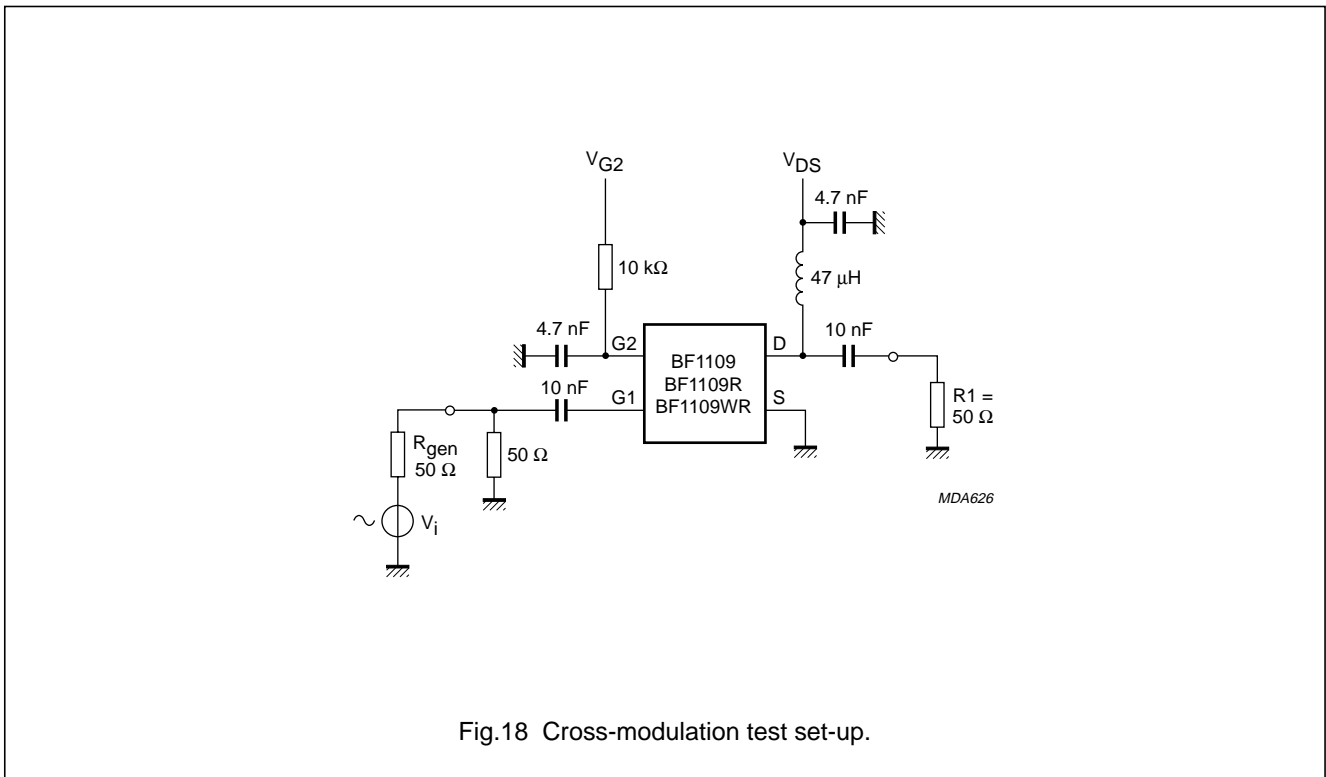 VG2
VDS
4.7 nF
10 kΩ
47 μH
4.7 nF
G2
D
10 nF
BF1109
BF1109R
BF1109WR
10 nF
G1
S
R1 =
50 Ω
Rgen
50 Ω
50 Ω
MDA626
~ Vi
Fig.18 Cross-modulation test set-up.